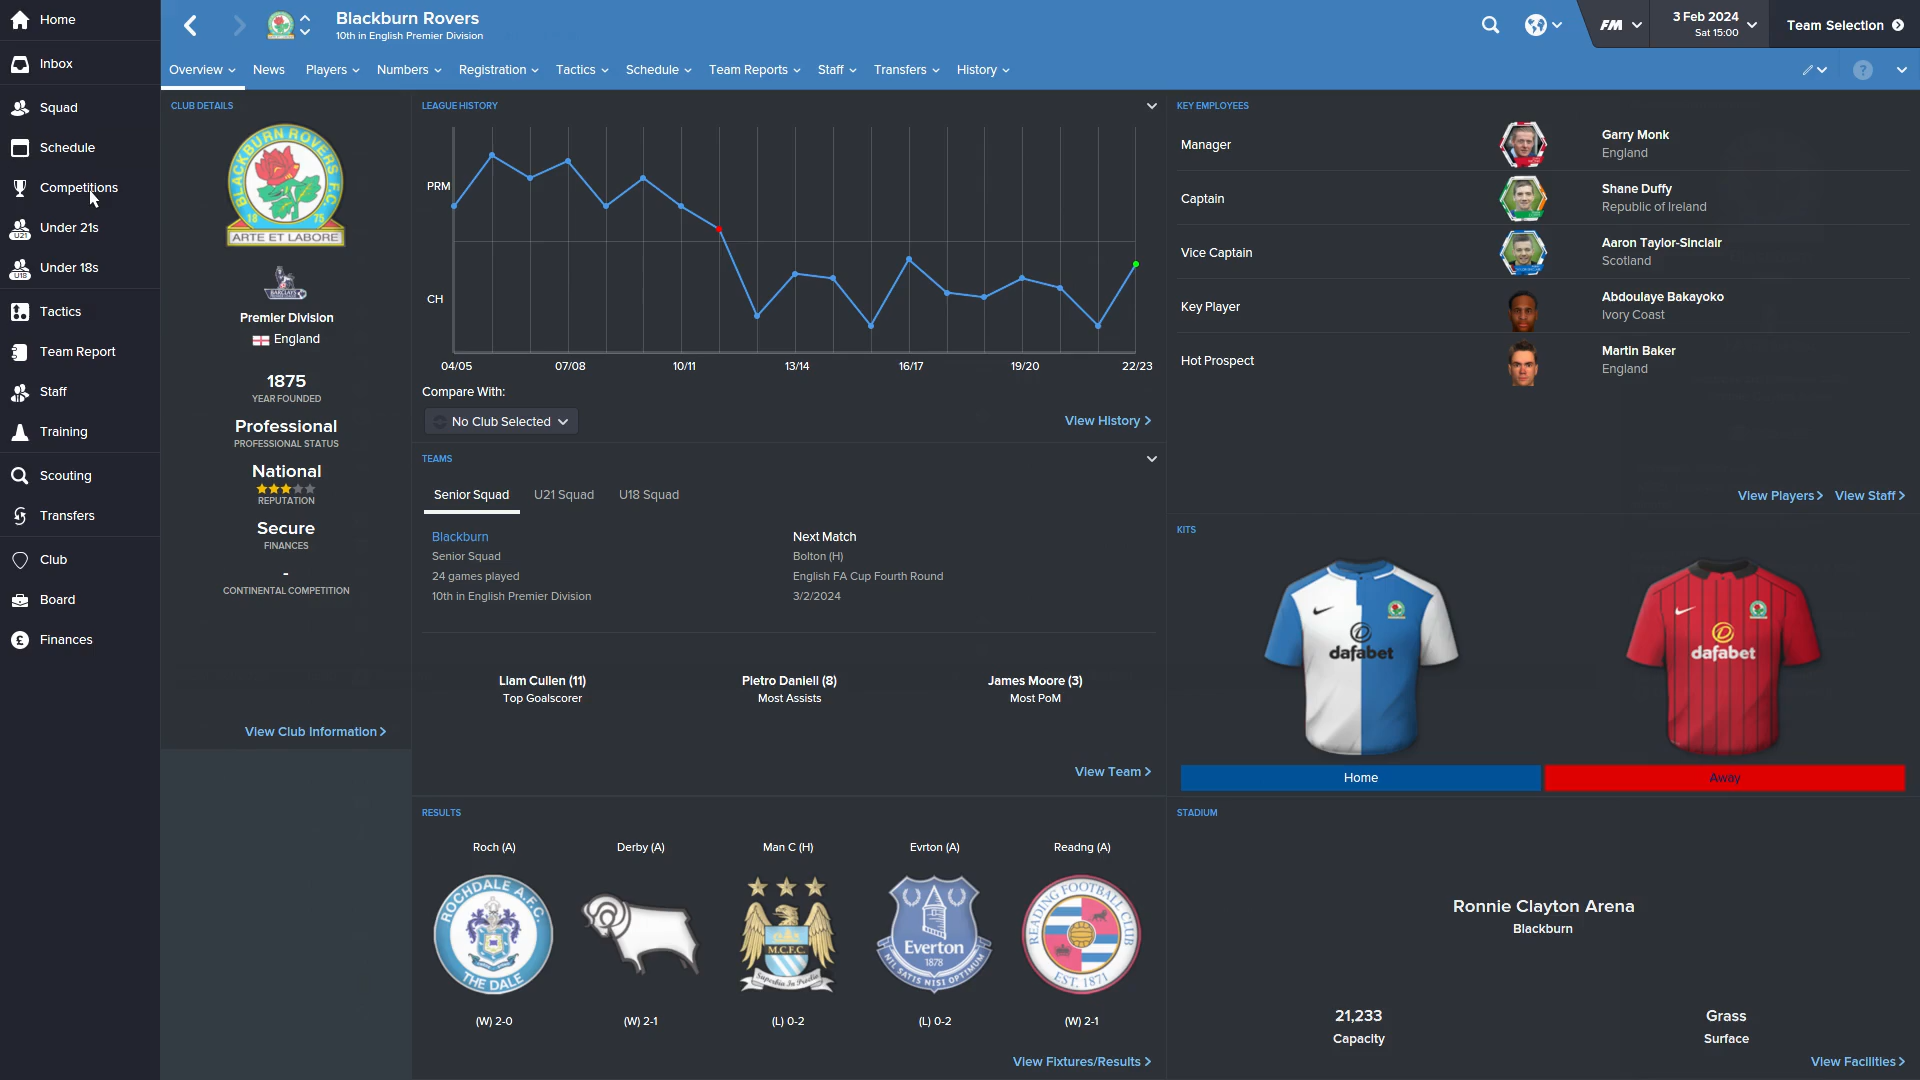 Home
Inbox
Squad
Schedule
Competitions
Under 21s
Under 18s
Tactics
Team Report
Staff
Training
Scouting
Transfers
Club
Board
Finances
Blackburn Rovers
10th in English Premier Division
FM
3 Feb 2024
Sat 15:00
Team Selection
Overview
News
Players
Numbers
Registration
Tactics
Schedule
Team Reports
Staff
Transfers
History
CLUB DETAILS
BLACKBURN ROVERS F.C.
18 75
ARTE ET LABORE
BARCLAYS
Premier Division
England
1875
YEAR FOUNDED
Professional
PROFESSIONAL STATUS
National
REPUTATION
Secure
FINANCES
-
CONTINENTAL COMPETITION
View Club Information
LEAGUE HISTORY
PRM
CH
04/05 07/08 10/11 13/14 16/17 19/20 22/23
Compare With:
No Club Selected
View History
TEAMS
Senior Squad U21 Squad U18 Squad
Blackburn
Senior Squad
24 games played
10th in English Premier Division
Next Match
Bolton (H)
English FA Cup Fourth Round
3/2/2024
Liam Cullen (11)
Top Goalscorer
Pietro Daniell (8)
Most Assists
James Moore (3)
Most PoM
View Team
RESULTS
Roch (A)
Derby (A)
Man C (H)
Evrton (A)
Readng (A)
ROCHDALE A.F.C.
THE DALE
M.C.F.C.
Superbia In Proelio
Everton
1878
NIL SATIS NISI OPTIMUM
READING FOOTBALL CLUB
EST. 1871
(W) 2-0
(W) 2-1
(L) 0-2
(L) 0-2
(W) 2-1
View Fixtures/Results
KEY EMPLOYEES
Manager
Garry Monk
England
Captain
Shane Duffy
Republic of Ireland
Vice Captain
Aaron Taylor-Sinclair
Scotland
Key Player
Abdoulaye Bakayoko
Ivory Coast
Hot Prospect
Martin Baker
England
View Players
View Staff
KITS
dafabet
dafabet
Home
Away
STADIUM
Ronnie Clayton Arena
Blackburn
21,233
Capacity
Grass
Surface
View Facilities